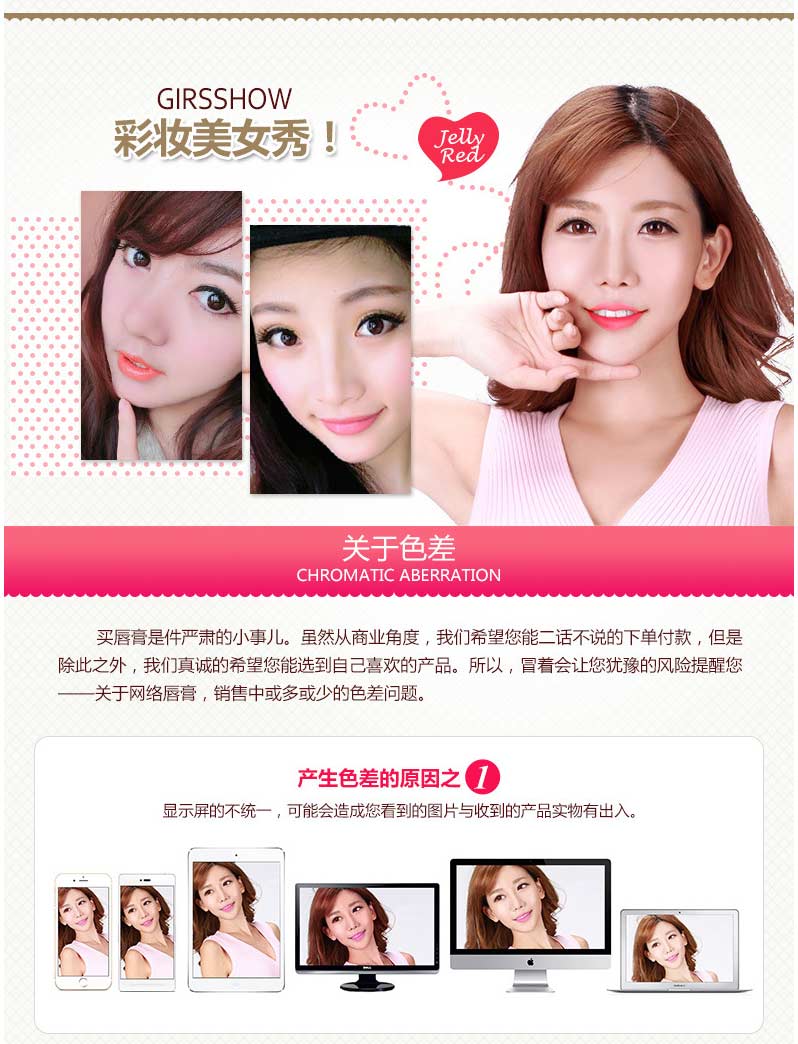 GIRSSHOW
彩妆美女秀！
Jelly
Red
关于色差
CHROMATIC ABERRATION
买唇膏是件严肃的小事儿。虽然从商业角度，我们希望您能二话不说的下单付款，但是
除此之外，我们真诚的希望您能选到自己喜欢的产品。所以，冒着会让您犹豫的风险提醒您
——关于网络唇膏，销售中或多或少的色差问题。
产生色差的原因之1
显示屏的不统一，可能会造成您看到的图片与收到的产品实物有出入。
DELL